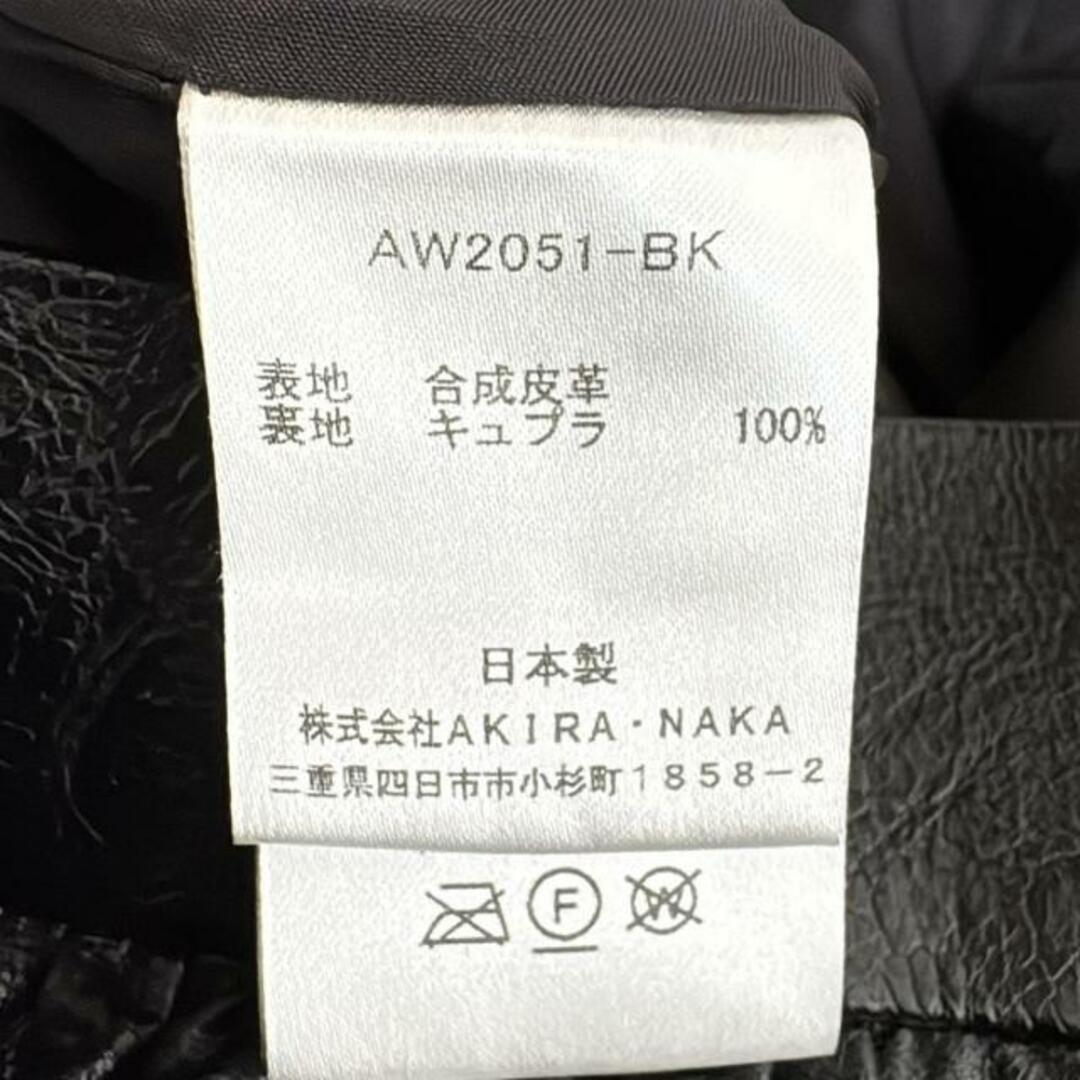 AW2051-BK
表地 合成皮革
裏地 キュプラ 100%
日本製
株式会社AKIRA・NAKA
三重県四日市市小杉町1858-2
F W